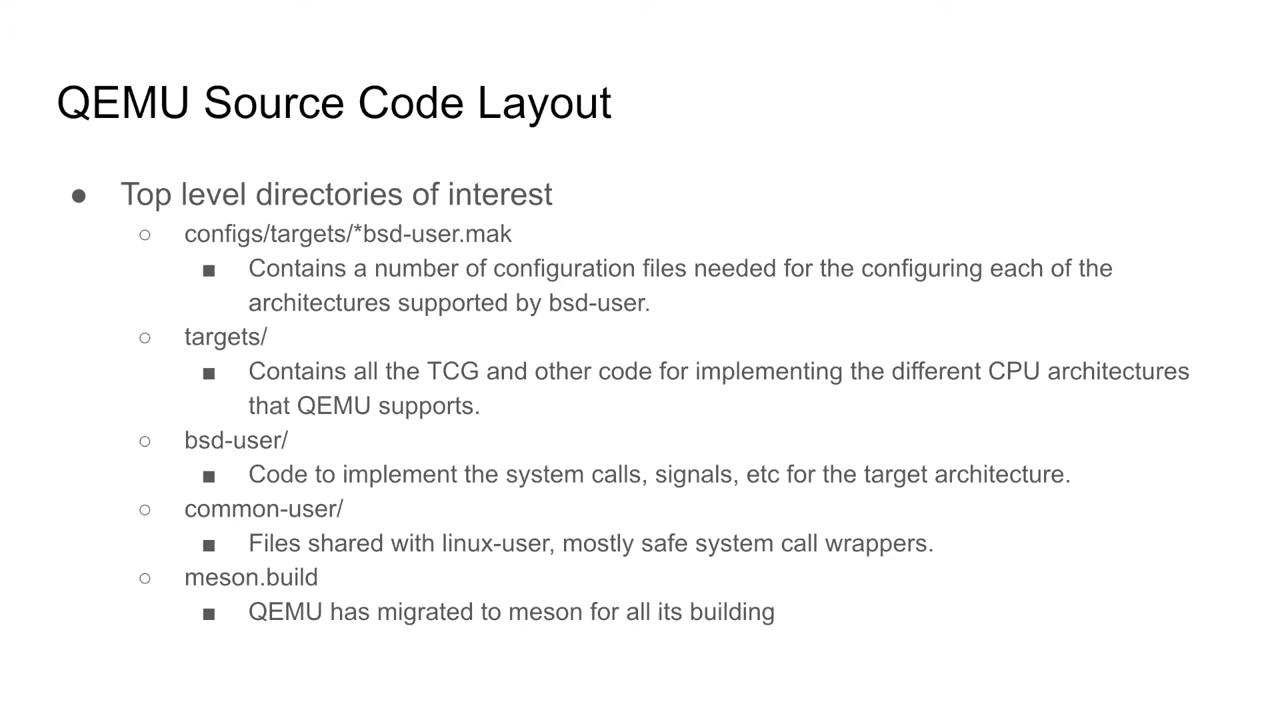 QEMU Source Code Layout
● Top level directories of interest
○ configs/targets/*bsd-user.mak
■ Contains a number of configuration files needed for the configuring each of the
architectures supported by bsd-user.
○ targets/
■ Contains all the TCG and other code for implementing the different CPU architectures
that QEMU supports.
○ bsd-user/
■ Code to implement the system calls, signals, etc for the target architecture.
○ common-user/
■ Files shared with linux-user, mostly safe system call wrappers.
○ meson.build
■ QEMU has migrated to meson for all its building